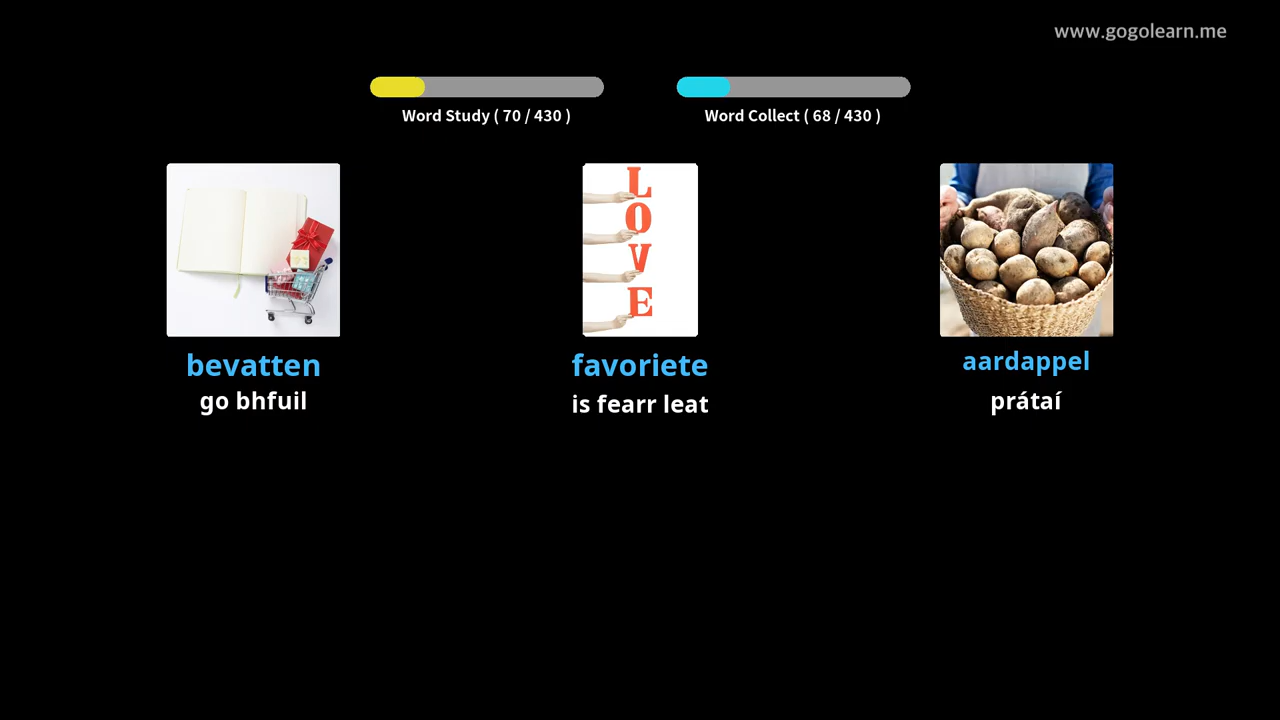 www.gogolearn.me
Word Study ( 70 / 430 )
Word Collect ( 68 / 430 )
LOVE
bevatten
go bhfuil
favoriete
is fearr leat
aardappel
prátaí